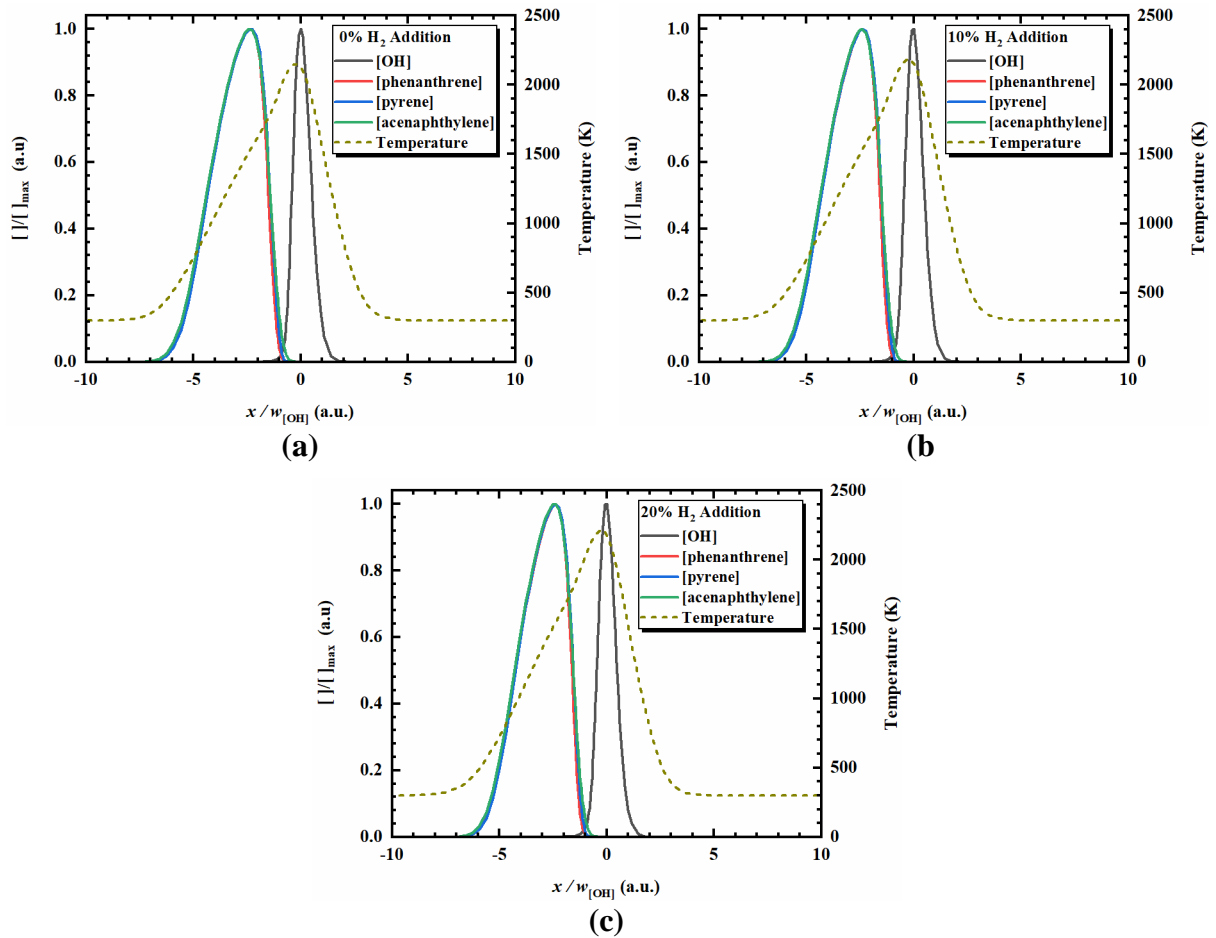 0% H2 Addition
[OH]
[phenanthrene]
[pyrene]
[acenaphthylene]
Temperature
1.0
0.8
0.6
0.4
0.2
0.0
[ ]/[ ]max (a.u)
2500
2000
1500
1000
500
0
Temperature (K)
-10 -5 0 5 10
x / w[OH] (a.u.)
(a)
10% H2 Addition
[OH]
[phenanthrene]
[pyrene]
[acenaphthylene]
Temperature
1.0
0.8
0.6
0.4
0.2
0.0
[ ]/[ ]max (a.u)
2500
2000
1500
1000
500
0
Temperature (K)
-10 -5 0 5 10
x / w[OH] (a.u.)
(b
20% H2 Addition
[OH]
[phenanthrene]
[pyrene]
[acenaphthylene]
Temperature
1.0
0.8
0.6
0.4
0.2
0.0
[ ]/[ ]max (a.u)
2500
2000
1500
1000
500
0
Temperature (K)
-10 -5 0 5 10
x / w[OH] (a.u.)
(c)